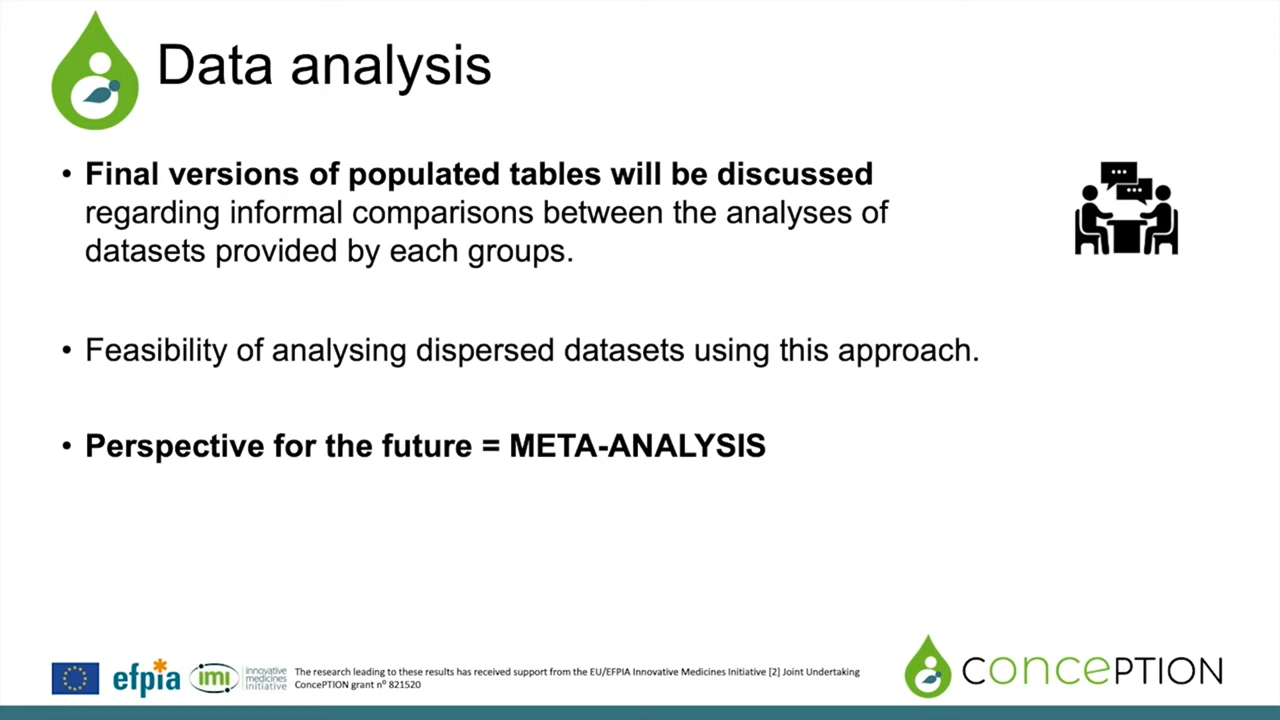 Data analysis
• Final versions of populated tables will be discussed
regarding informal comparisons between the analyses of
datasets provided by each groups.
• Feasibility of analysing dispersed datasets using this approach.
• Perspective for the future = META-ANALYSIS
efpia
imi
innovative
medicines
initiative
The research leading to these results has received support from the EU/EFPIA Innovative Medicines Initiative [2] Joint Undertaking
ConcePTION grant nº 821520
concePTION